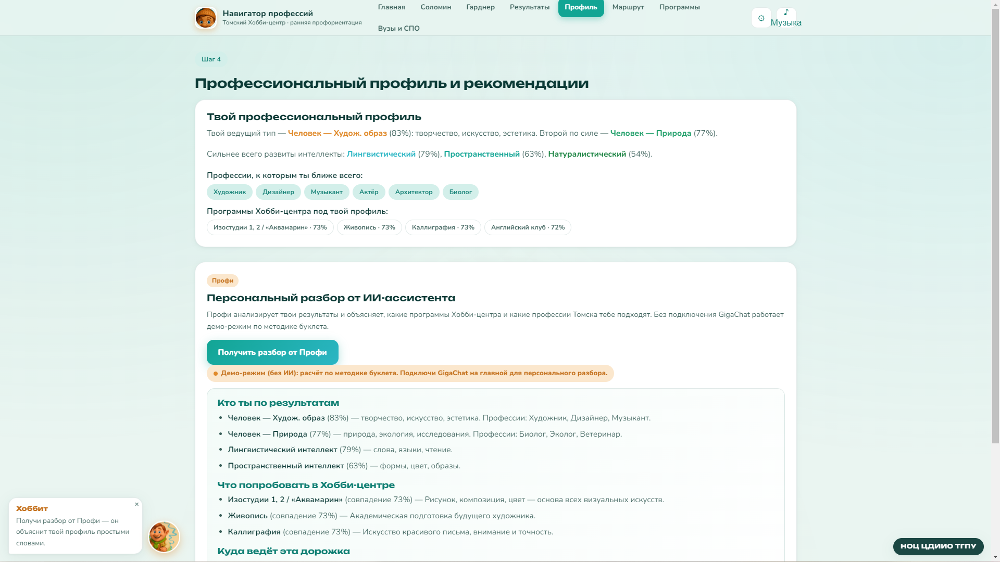 Навигатор профессий
Томский Хобби-центр · ранняя профориентация
Главная
Соломин
Гарднер
Результаты
Профиль
Маршрут
Программы
Вузы и СПО
Музыка
Шаг 4
Профессиональный профиль и рекомендации
Твой профессиональный профиль
Твой ведущий тип — Человек — Худож. образ (83%): творчество, искусство, эстетика. Второй по силе — Человек — Природа (77%).
Сильнее всего развиты интеллекты: Лингвистический (79%), Пространственный (63%), Натуралистический (54%).
Профессии, к которым ты ближе всего:
Художник
Дизайнер
Музыкант
Актёр
Архитектор
Биолог
Программы Хобби-центра под твой профиль:
Изостудии 1, 2 / «Аквамарин» · 73%
Живопись · 73%
Каллиграфия · 73%
Английский клуб · 72%
Профи
Персональный разбор от ИИ-ассистента
Профи анализирует твои результаты и объясняет, какие программы Хобби-центра и какие профессии Томска тебе подходят. Без подключения GigaChat работает
демо-режим по методике буклета.
Получить разбор от Профи
Демо-режим (без ИИ): расчёт по методике буклета. Подключи GigaChat на главной для персонального разбора.
Кто ты по результатам
• Человек — Худож. образ (83%) — творчество, искусство, эстетика. Профессии: Художник, Дизайнер, Музыкант.
• Человек — Природа (77%) — природа, экология, исследования. Профессии: Биолог, Эколог, Ветеринар.
• Лингвистический интеллект (79%) — слова, языки, чтение.
• Пространственный интеллект (63%) — формы, цвет, образы.
Что попробовать в Хобби-центре
• Изостудии 1, 2 / «Аквамарин» (совпадение 73%) — Рисунок, композиция, цвет — основа всех визуальных искусств.
• Живопись (совпадение 73%) — Академическая подготовка будущего художника.
• Каллиграфия (совпадение 73%) — Искусство красивого письма, внимание и точность.
Куда ведёт эта дорожка
Хоббит
×
Получи разбор от Профи — он
объяснит твой профиль простыми
словами.
НОЦ ЦДИИО ТГПУ